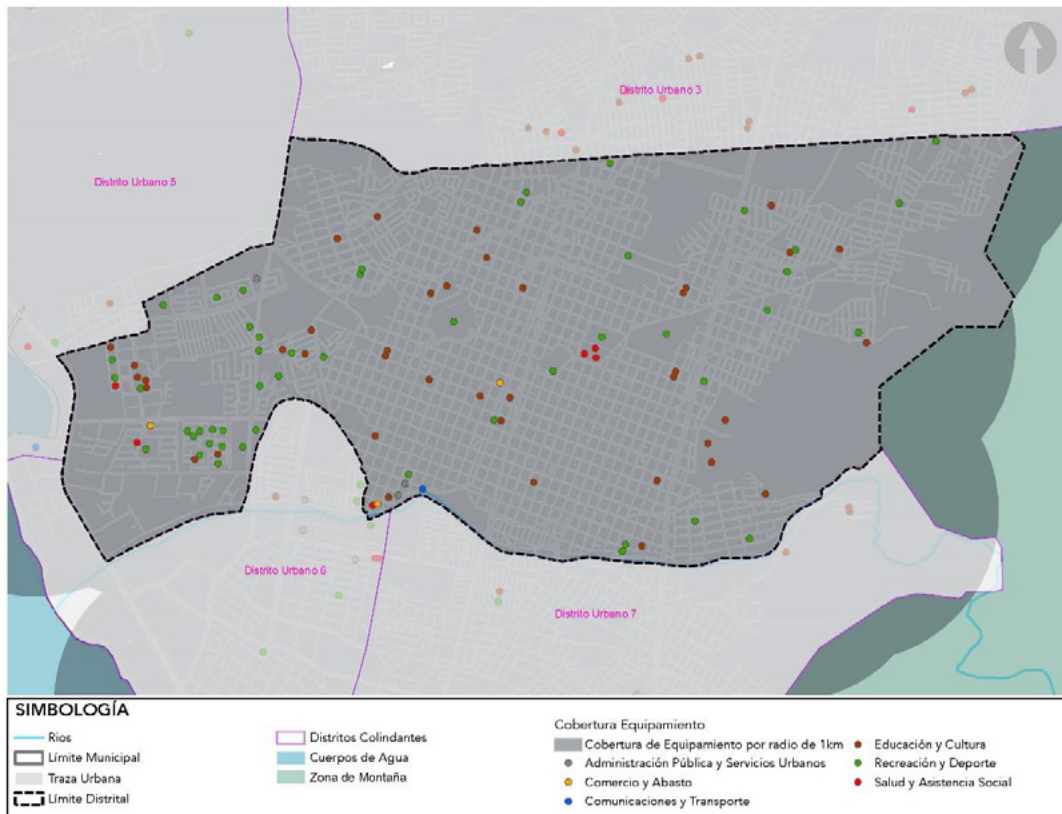 Distrito Urbano 3
Distrito Urbano 5
Distrito Urbano 6
Distrito Urbano 7
SIMBOLOGÍA
Rios
Límite Municipal
Traza Urbana
Límite Distrital
Distritos Colindantes
Cuerpos de Agua
Zona de Montaña
Cobertura Equipamiento
Cobertura de Equipamiento por radio de 1km
Administración Pública y Servicios Urbanos
Comercio y Abasto
Comunicaciones y Transporte
Educación y Cultura
Recreación y Deporte
Salud y Asistencia Social